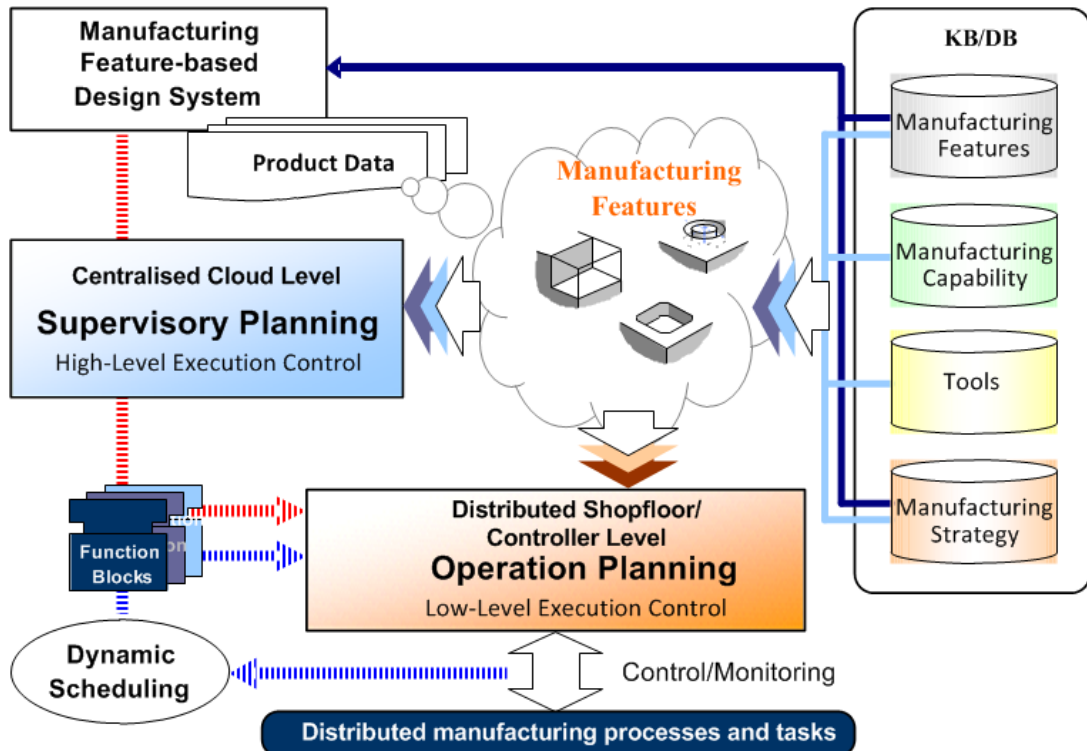 Manufacturing
Feature-based
Design System
Product Data
Manufacturing
Features
KB/DB
Manufacturing
Features
Manufacturing
Capability
Tools
Manufacturing
Strategy
Centralised Cloud Level
Supervisory Planning
High-Level Execution Control
Function
Blocks
Distributed Shopfloor/
Controller Level
Operation Planning
Low-Level Execution Control
Dynamic
Scheduling
Control/Monitoring
Distributed manufacturing processes and tasks